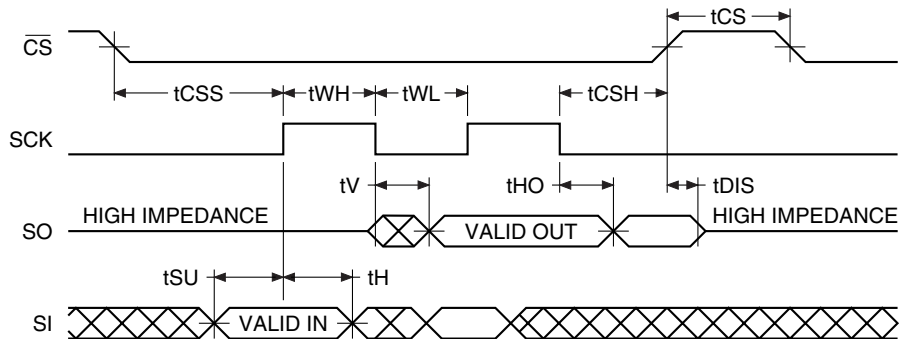 tCS
CS
tCSS tWH tWL tCSH
SCK
tV tHO tDIS
HIGH IMPEDANCE HIGH IMPEDANCE
SO VALID OUT
tSU tH
SI VALID IN